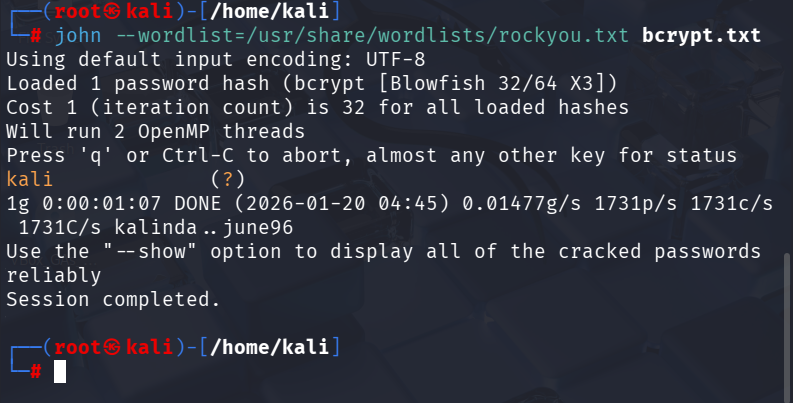 ┌──(root㉿kali)-[/home/kali]
└─# john --wordlist=/usr/share/wordlists/rockyou.txt bcrypt.txt
Using default input encoding: UTF-8
Loaded 1 password hash (bcrypt [Blowfish 32/64 X3])
Cost 1 (iteration count) is 32 for all loaded hashes
Will run 2 OpenMP threads
Press 'q' or Ctrl-C to abort, almost any other key for status
kali             (?)
1g 0:00:01:07 DONE (2026-01-20 04:45) 0.01477g/s 1731p/s 1731c/s
 1731C/s kalinda..june96
Use the "--show" option to display all of the cracked passwords
reliably
Session completed.
┌──(root㉿kali)-[/home/kali]
└─#